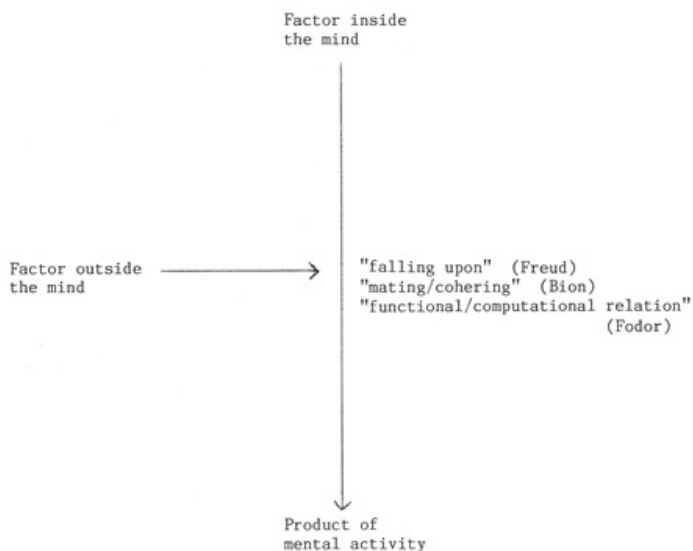 Factor inside
the mind
Factor outside
the mind
"falling upon" (Freud)
"mating/cohering" (Bion)
"functional/computational relation"
(Fodor)
Product of
mental activity